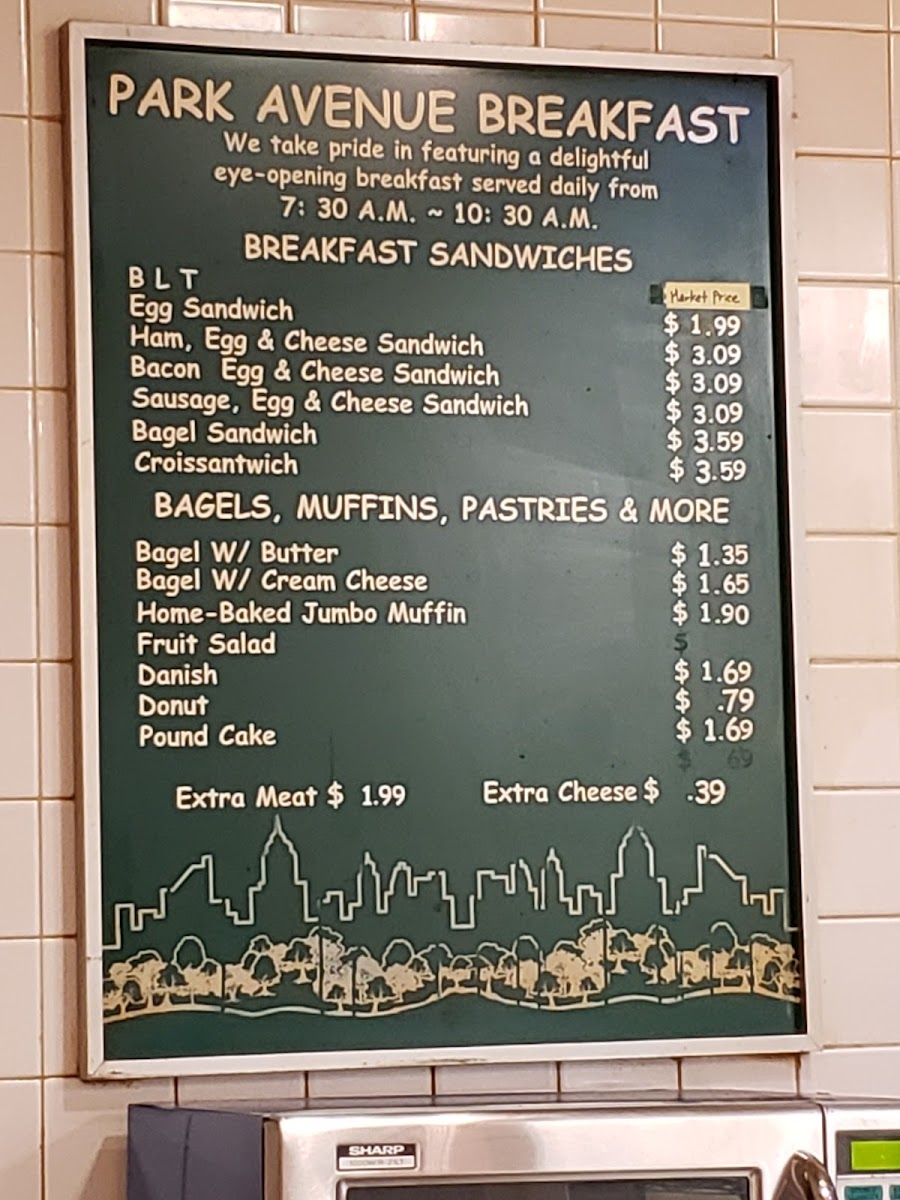 PARK AVENUE BREAKFAST
We take pride in featuring a delightful
eye-opening breakfast served daily from
7: 30 A.M. ~ 10: 30 A.M.
BREAKFAST SANDWICHES
B L T Market Price
Egg Sandwich $ 1.99
Ham, Egg & Cheese Sandwich $ 3.09
Bacon Egg & Cheese Sandwich $ 3.09
Sausage, Egg & Cheese Sandwich $ 3.09
Bagel Sandwich $ 3.59
Croissantwich $ 3.59
BAGELS, MUFFINS, PASTRIES & MORE
Bagel W/ Butter $ 1.35
Bagel W/ Cream Cheese $ 1.65
Home-Baked Jumbo Muffin $ 1.90
Fruit Salad $
Danish $ 1.69
Donut $ .79
Pound Cake $ 1.69
$ 69
Extra Meat $ 1.99 Extra Cheese $ .39
SHARP